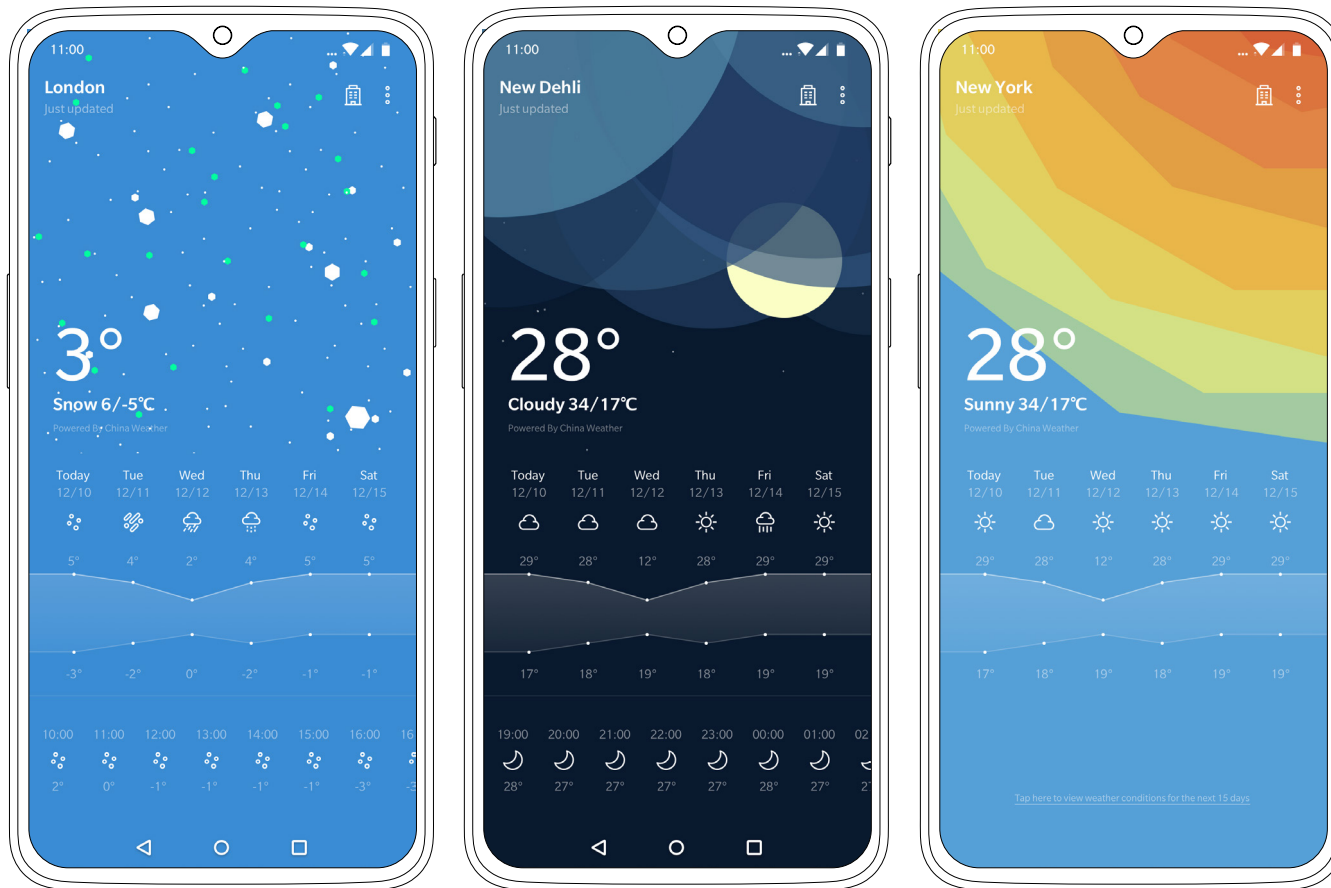 11:00
London
Just updated
3°
Snow 6/-5℃
Powered By China Weather
Today Tue Wed Thu Fri Sat
12/10 12/11 12/12 12/13 12/14 12/15
5° 4° 2° 4° 5° 5°
-3° -2° 0° -2° -1° -1°
10:00 11:00 12:00 13:00 14:00 15:00 16:00 16
2° 0° -1° -1° -1° -1° -3° -3
11:00
New Dehli
Just updated
28°
Cloudy 34/17℃
Powered By China Weather
Today Tue Wed Thu Fri Sat
12/10 12/11 12/12 12/13 12/14 12/15
29° 28° 12° 28° 29° 29°
17° 18° 19° 18° 19° 19°
19:00 20:00 21:00 22:00 23:00 00:00 01:00 02
28° 27° 27° 27° 27° 28° 27°
11:00
New York
Just updated
28°
Sunny 34/17℃
Powered By China Weather
Today Tue Wed Thu Fri Sat
12/10 12/11 12/12 12/13 12/14 12/15
29° 28° 12° 28° 29° 29°
17° 18° 19° 18° 19° 19°
Tap here to view weather conditions for the next 15 days